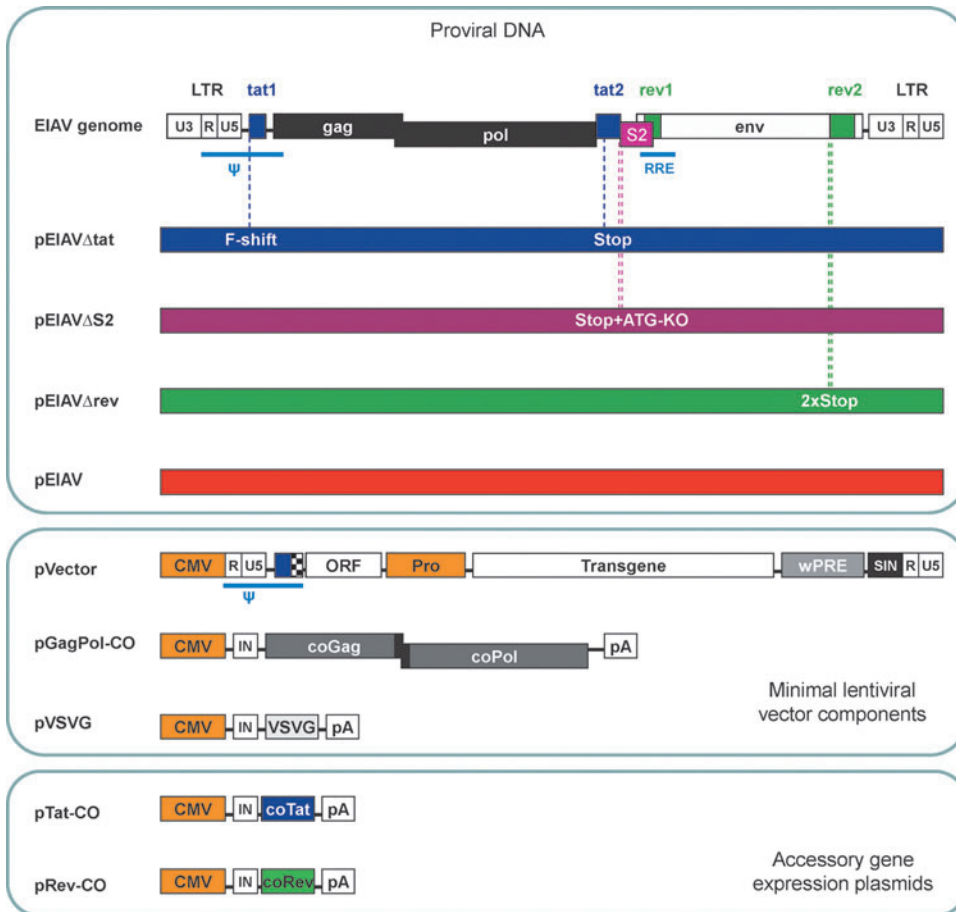 Proviral DNA
LTR tat1 tat2 rev1 rev2 LTR
EIAV genome U3 R U5 gag pol S2 env U3 R U5
Ψ RRE
pEIAVΔtat F-shift Stop
pEIAVΔS2 Stop+ATG-KO
pEIAVΔrev 2xStop
pEIAV
pVector CMV R U5 ORF Pro Transgene wPRE SIN R U5
Ψ
pGagPol-CO CMV IN coGag coPol pA
Minimal lentiviral
vector components
pVSVG CMV IN VSVG pA
pTat-CO CMV IN coTat pA
pRev-CO CMV IN coRev pA
Accessory gene
expression plasmids